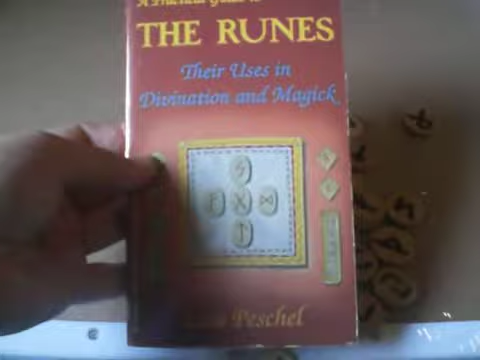 A Practical Guide to
THE RUNES
Their Uses in
Divination and Magick
Peschel